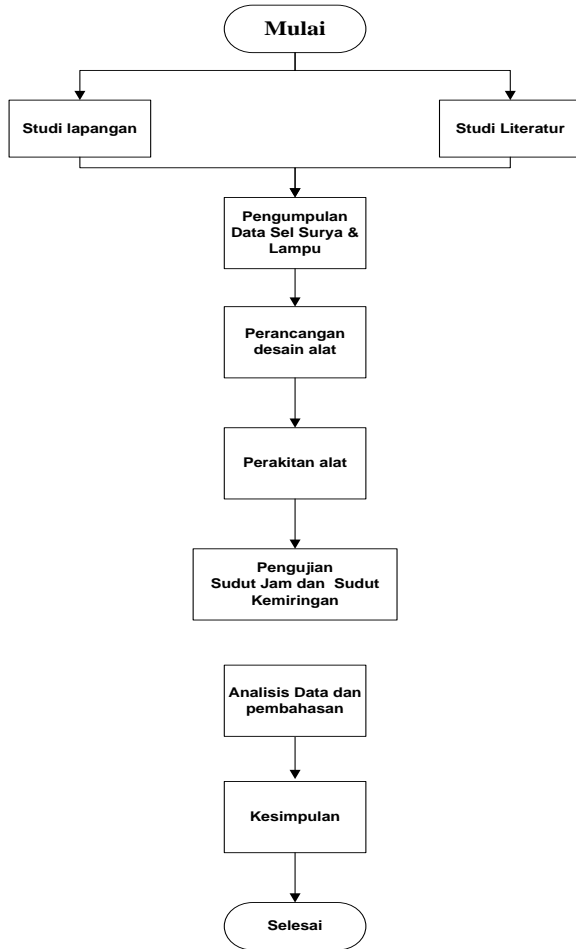 Mulai
Studi lapangan
Studi Literatur
Pengumpulan
Data Sel Surya &
Lampu
Perancangan
desain alat
Perakitan alat
Pengujian
Sudut Jam dan Sudut
Kemiringan
Analisis Data dan
pembahasan
Kesimpulan
Selesai